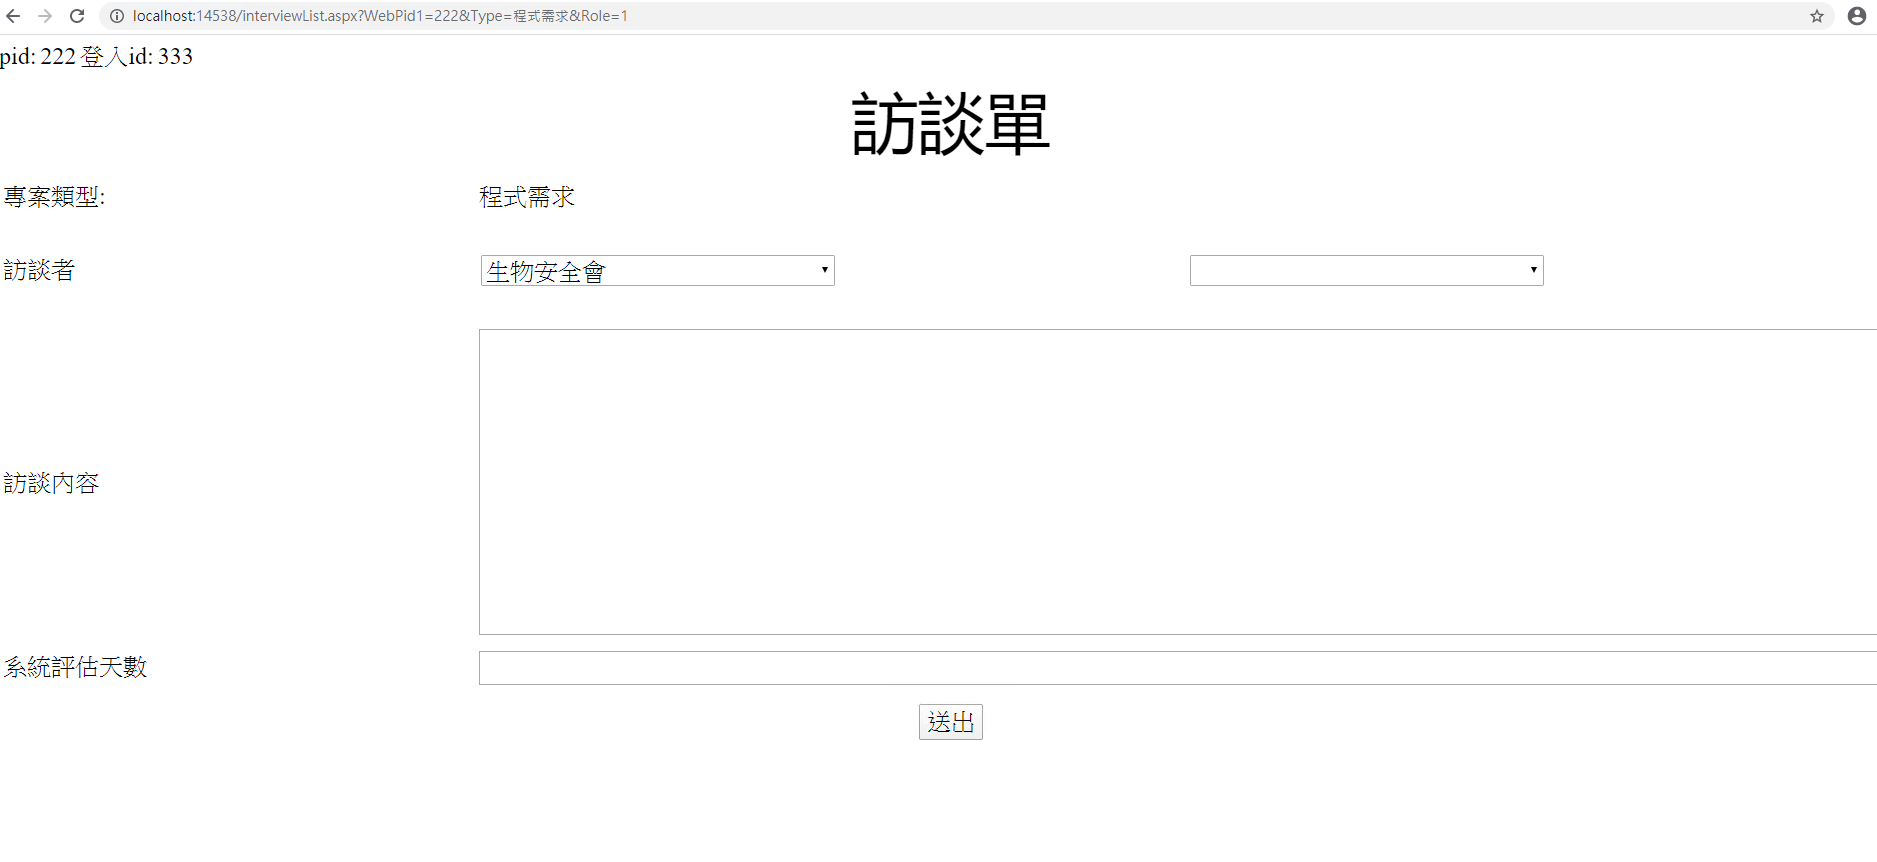 localhost:14538/interviewList.aspx?WebPid1=222&Type=程式需求&Role=1
pid: 222 登入id: 333
訪談單
專案類型: 程式需求
訪談者 生物安全會
訪談內容
系統評估天數
送出